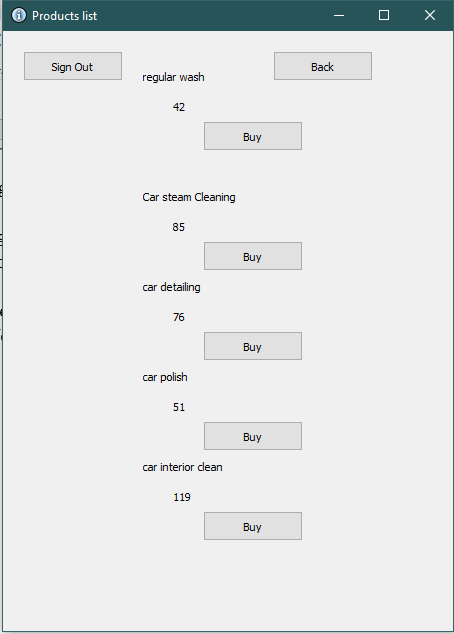 Products list
Sign Out
Back
regular wash
42
Buy
Car steam Cleaning
85
Buy
car detailing
76
Buy
car polish
51
Buy
car interior clean
119
Buy